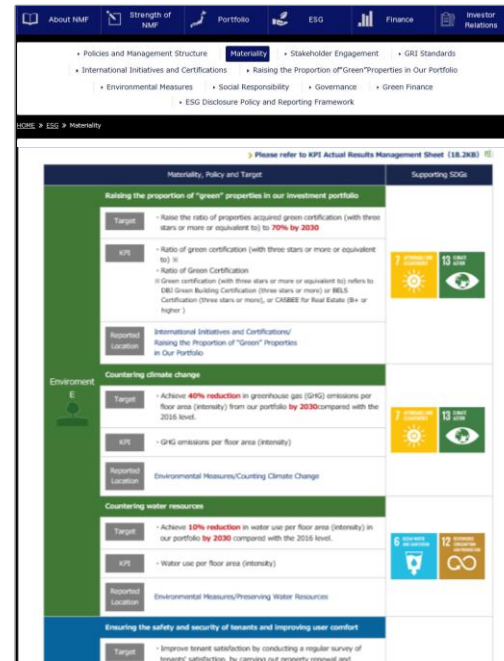 About NMF
Strength of
NMF
Portfolio
ESG
Finance
Investor
Relations
› Policies and Management Structure
Materiality
› Stakeholder Engagement
› GRI Standards
› International Initiatives and Certifications
› Raising the Proportion of"Green"Properties in Our Portfolio
› Environmental Measures
› Social Responsibility
› Governance
› Green Finance
› ESG Disclosure Policy and Reporting Framework
HOME > ESG > Materiality
Please refer to KPI Actual Results Management Sheet (18.2KB)
Materiality, Policy and Target
Supporting SDGs
Enviroment
E
Raising the proportion of "green" properties in our investment portfolio
Target
- Raise the ratio of properties acquired green certification (with three
stars or more or equivalent to) to 70% by 2030
KPI
- Ratio of green certification (with three stars or more or equivalent
to) ※
- Ratio of Green Certification
※ Green certification (with three stars or more or equivalent to) refers to
DBJ Green Building Certification (three stars or more) or BELS
Certification (three stars or more), or CASBEE for Real Estate (B+ or
higher )
Reported
Location
International Initiatives and Certifications/
Raising the Proportion of "Green" Properties
in Our Portfolio
7
13 CLIMATE
ACTION
Countering climate change
Target
- Achieve 40% reduction in greenhouse gas (GHG) emissions per
floor area (intensity) from our portfolio by 2030compared with the
2016 level.
KPI
- GHG emissions per floor area (intensity)
Reported
Location
Environmental Measures/Counting Climate Change
7
13 CLIMATE
ACTION
Countering water resources
Target
- Achieve 10% reduction in water use per floor area (intensity) in
our portfolio by 2030 compared with the 2016 level.
KPI
- Water use per floor area (intensity)
Reported
Location
Environmental Measures/Preserving Water Resources
6
12
Ensuring the safety and security of tenants and improving user comfort
Target
- Improve tenant satisfaction by conducting a regular survey of
tenants' satisfaction, by carrying out property renewal and